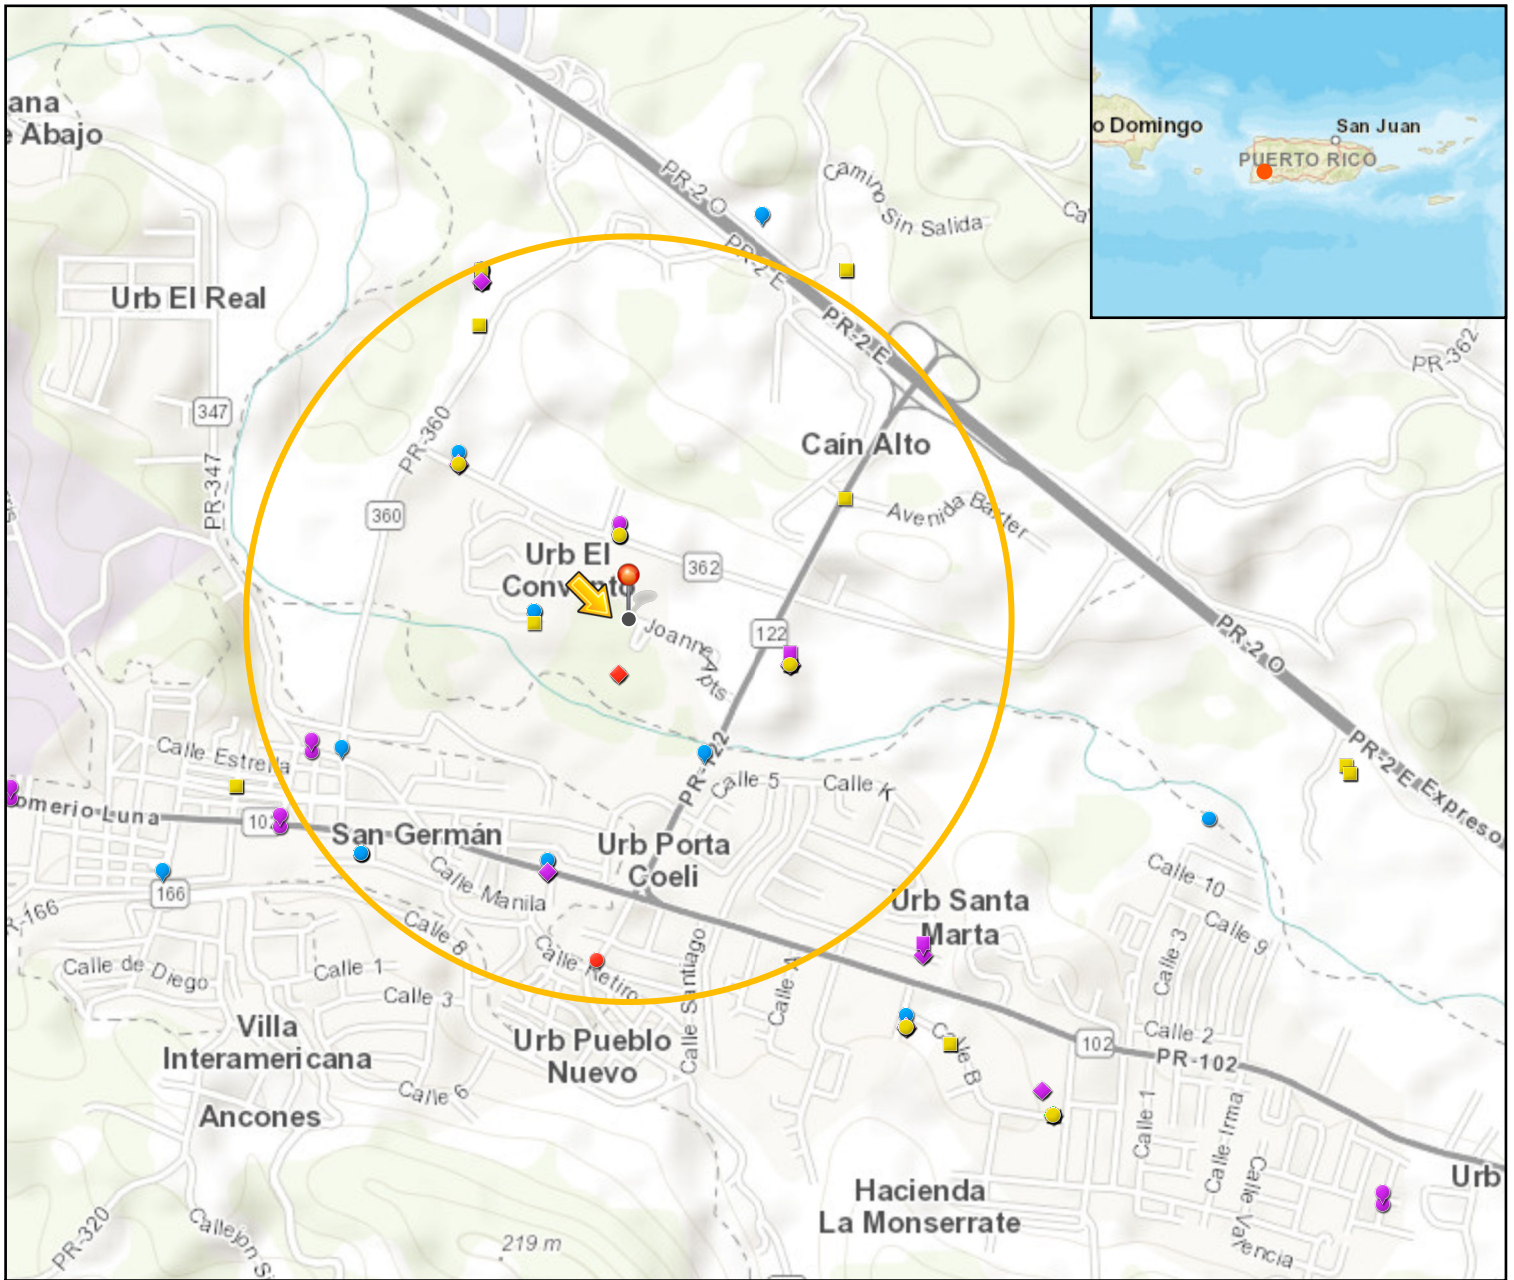 ana
Abajo
o Domingo
San Juan
PUERTO RICO
PR-2 O
Camino
Sin Salida
PR-2 E
Urb El Real
PR-2 E
PR-362
347
PR-360
Caín Alto
PR-347
360
Avenida Baxter
Urb El
Convento
362
122
Joanne Apts
PR-2 O
PR-122
Calle Estrella
PR-2 E Expreso
Calle 5
Calle K
omerio Luna
102
San Germán
Urb Porta
Coeli
Calle 10
Calle Manila
166
R-166
Urb Santa
Marta
Calle 9
Calle 8
Calle 3
Calle de Diego
Calle 1
Calle Retiro
Calle Santiago
Calle A
Calle 3
Villa
Interamericana
Urb Pueblo
Nuevo
Calle B
102
Calle 2
PR-102
Calle 6
Ancones
Calle 1
Calle Irma
Calle Valencia
Hacienda
La Monserrate
Urb
PR-320
219 m